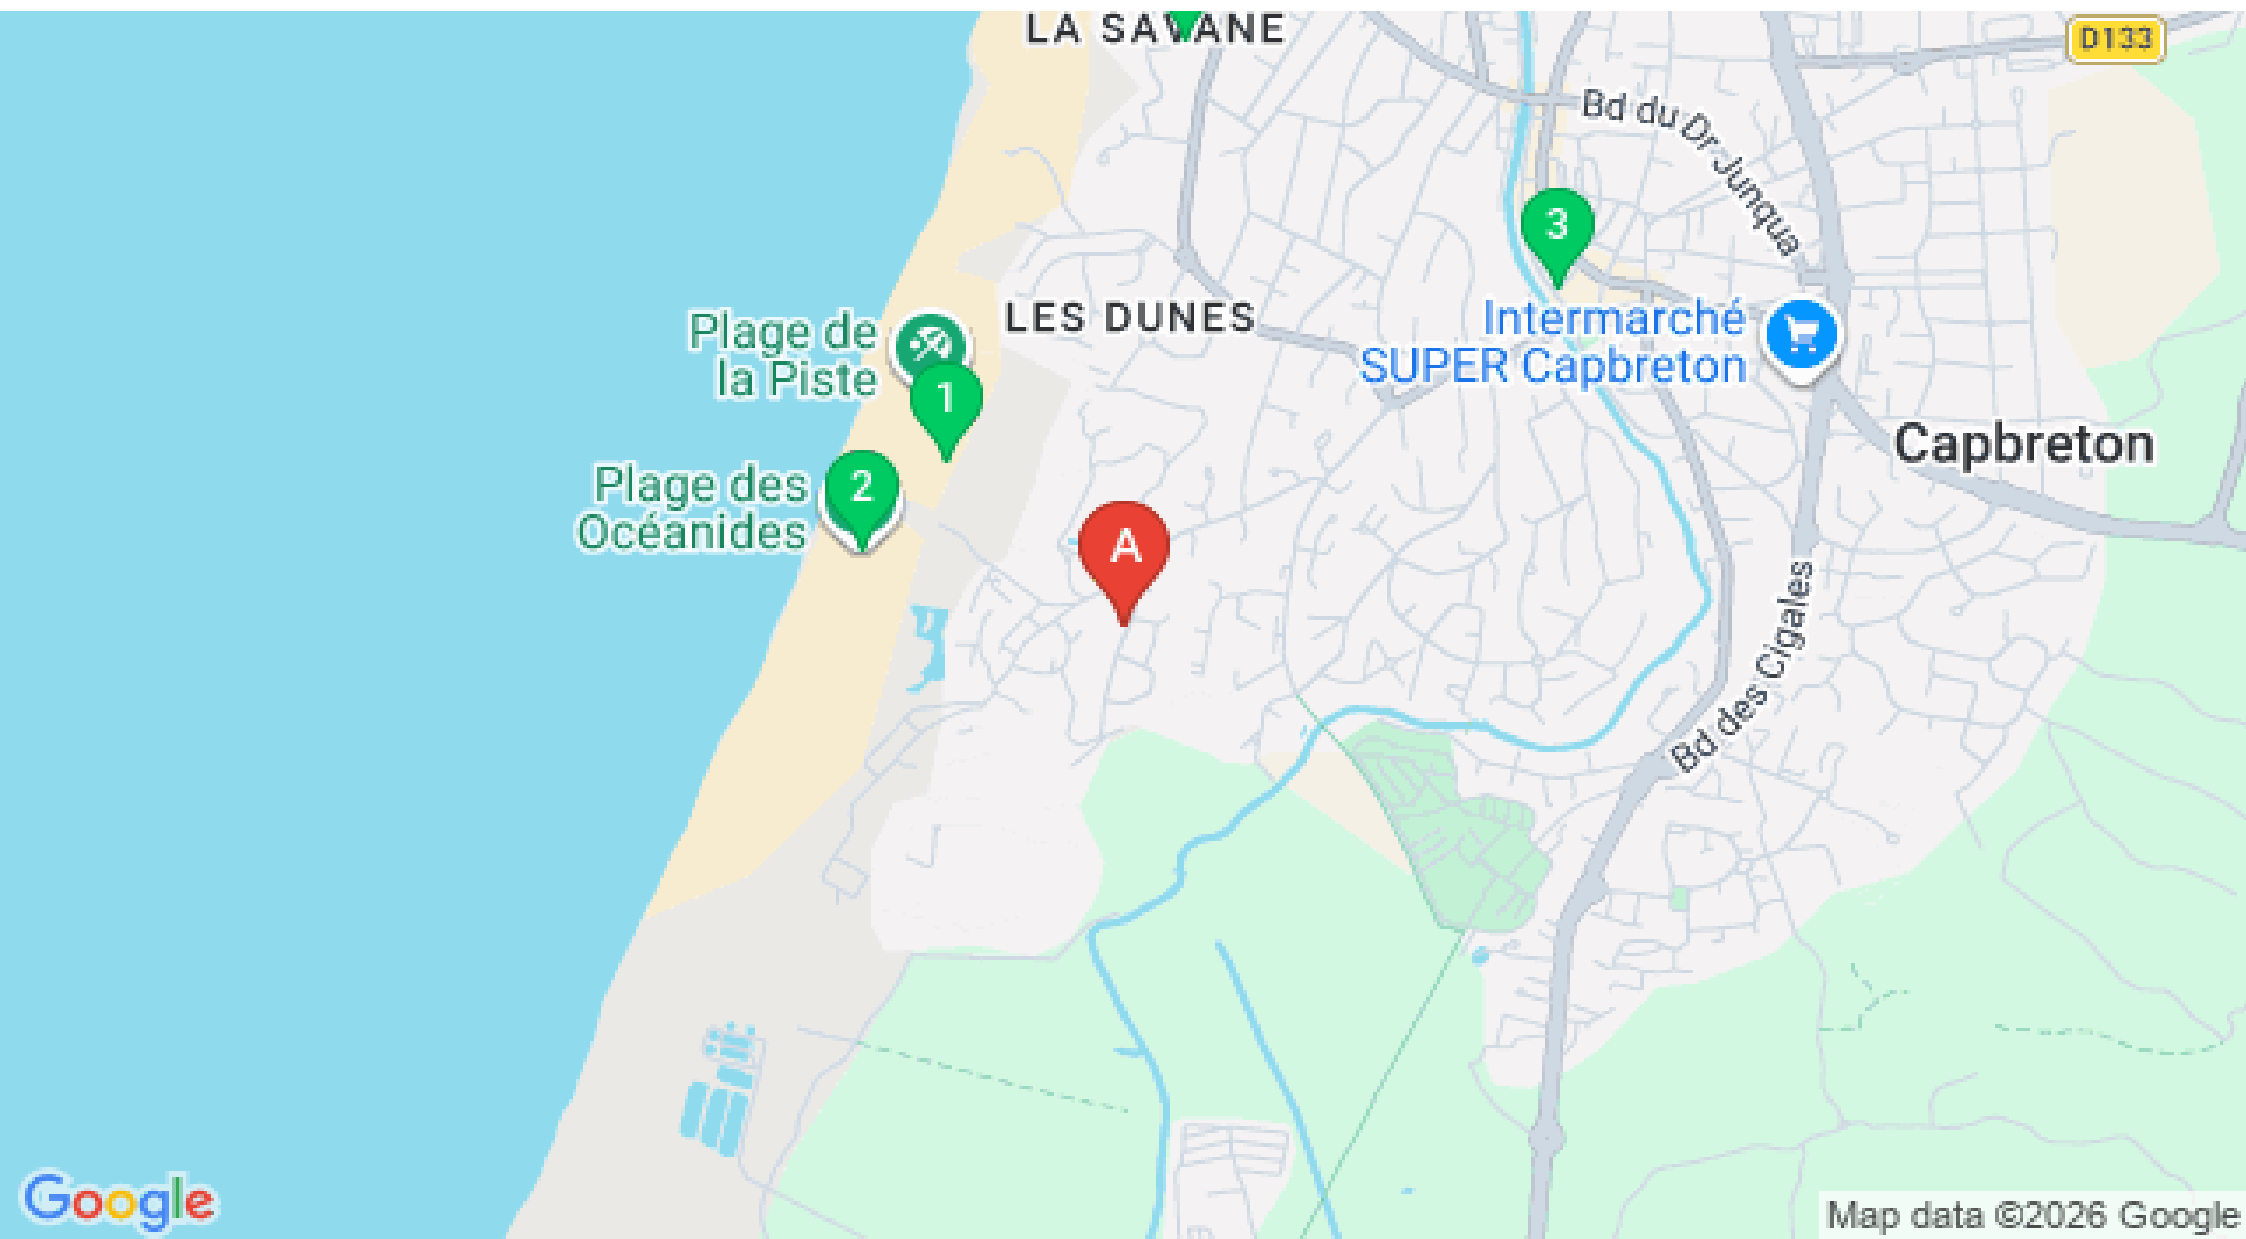 LA SAVANE
D133
Bd du Dr Junqua
3
Plage de
la Piste
LES DUNES
Intermarché
SUPER Capbreton
1
Capbreton
Plage des
Océanides
2
A
Bd des Cigales
Google
Map data ©2026 Google